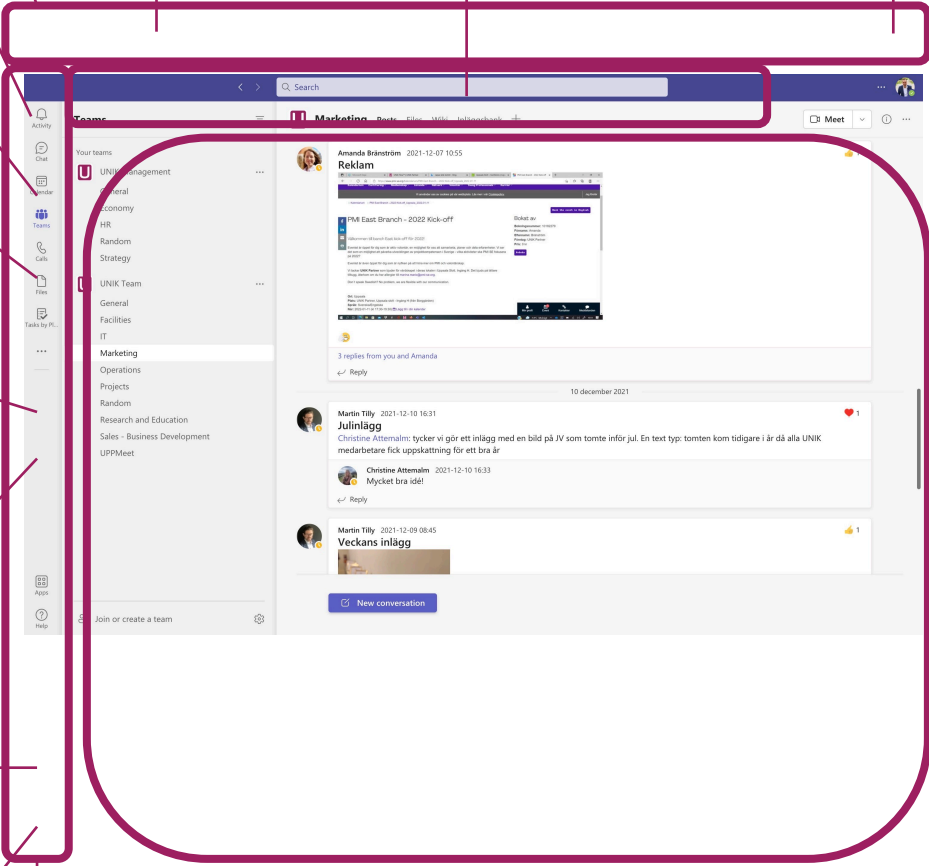 Search
Activity
Chat
Calendar
Teams
Calls
Files
Tasks by Pl...
Apps
Help
Teams
Your teams
UNIK Management
General
Economy
HR
Random
Strategy
UNIK Team
General
Facilities
IT
Marketing
Operations
Projects
Random
Research and Education
Sales - Business Development
UPPMeet
Join or create a team
Marketing Posts Files Wiki Inläggsbank
Meet
Amanda Bränström 2021-12-07 10:55
1
Reklam
PMI East Branch - 2022 Kick-off
Bokat av
3 replies from you and Amanda
Reply
10 december 2021
Martin Tilly 2021-12-10 16:31
1
Julinlägg
Christine Attemalm: tycker vi gör ett inlägg med en bild på JV som tomte inför jul. En text typ: tomten kom tidigare i år då alla UNIK
medarbetare fick uppskattning för ett bra år
Christine Attemalm 2021-12-10 16:33
Mycket bra idé!
Reply
Martin Tilly 2021-12-09 08:45
1
Veckans inlägg
New conversation